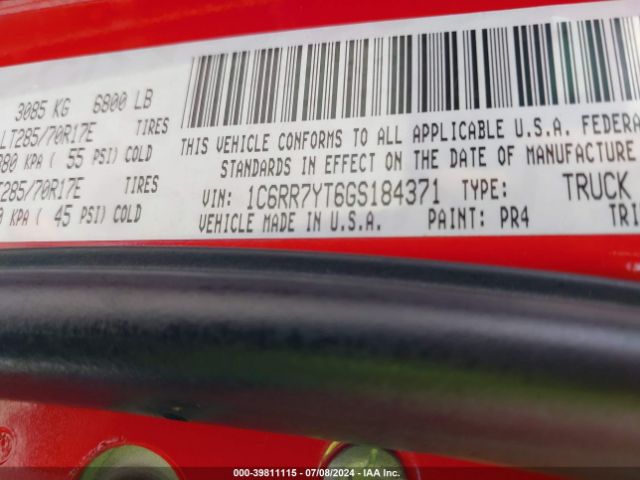 3085 KG 6800 LB
LT285/70R17E TIRES
KPA ( 55 PSI) COLD
285/70R17E TIRES
KPA ( 45 PSI) COLD
THIS VEHICLE CONFORMS TO ALL APPLICABLE U.S.A. FEDERA
STANDARDS IN EFFECT ON THE DATE OF MANUFACTURE
VIN: 1C6RR7YT6GS184371 TYPE: TRUCK
VEHICLE MADE IN U.S.A. PAINT: PR4
000-39811115 - 07/08/2024 - IAA Inc.